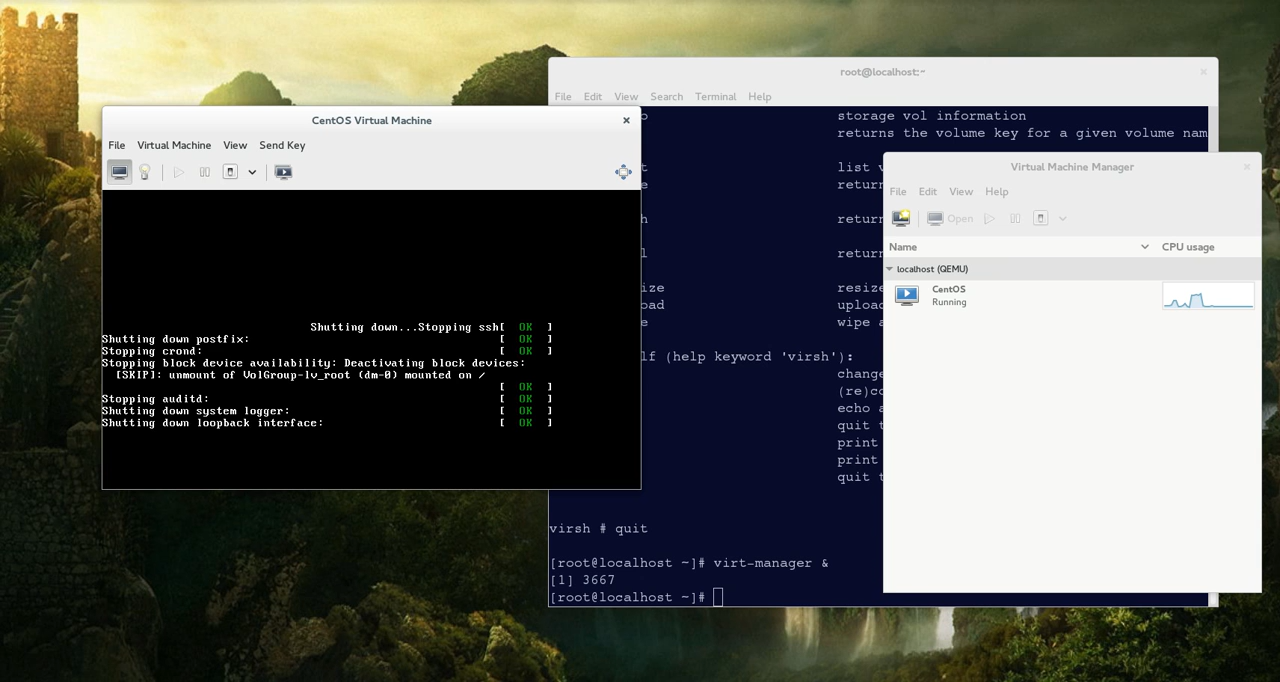 root@localhost:~
File Edit View Search Terminal Help
storage vol information
returns the volume key for a given volume nam
list
return
return
return
ize resize
oad upload
wipe a
lf (help keyword 'virsh'):
change
(re)co
echo a
quit t
print
print
quit t
virsh # quit
[root@localhost ~]# virt-manager &
[1] 3667
[root@localhost ~]#
CentOS Virtual Machine
File Virtual Machine View Send Key
Shutting down...Stopping ssh[ OK ]
Shutting down postfix: [ OK ]
Stopping crond: [ OK ]
Stopping block device availability: Deactivating block devices:
[SKIP]: unmount of VolGroup-lv_root (dm-0) mounted on /
[ OK ]
Stopping auditd: [ OK ]
Shutting down system logger: [ OK ]
Shutting down loopback interface: [ OK ]
Virtual Machine Manager
File Edit View Help
Open
Name CPU usage
localhost (QEMU)
CentOS
Running